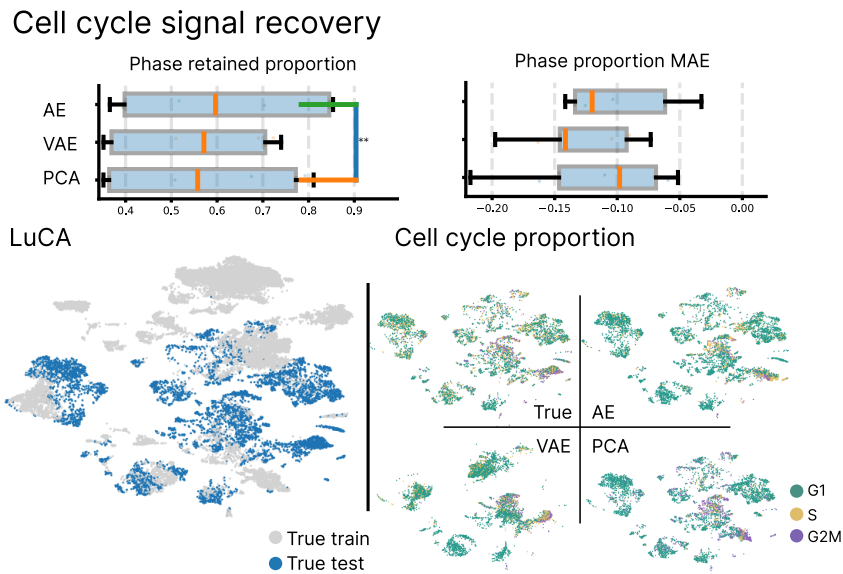 Cell cycle signal recovery
Phase retained proportion
AE
VAE
PCA
**
0.4 0.5 0.6 0.7 0.8 0.9
Phase proportion MAE
−0.20 −0.15 −0.10 −0.05 0.00
LuCA
True train
True test
Cell cycle proportion
True AE
VAE PCA
G1
S
G2M